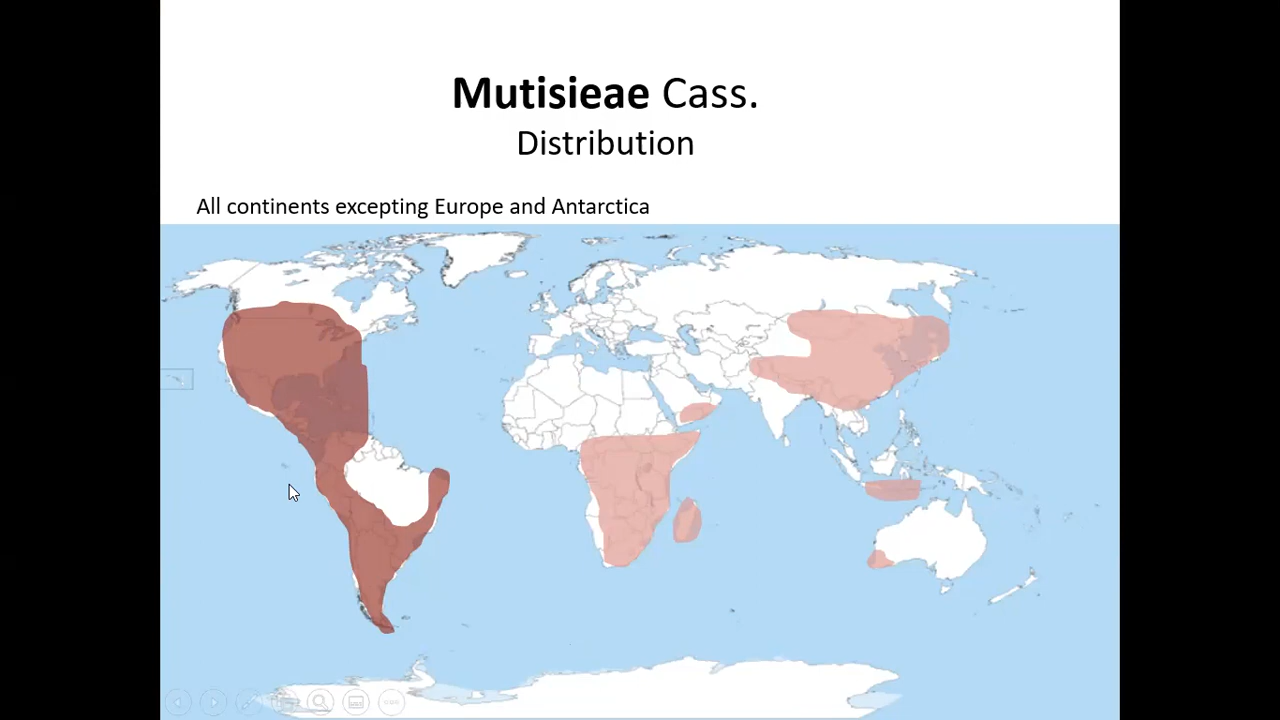 Mutisieae Cass.
Distribution
All continents excepting Europe and Antarctica